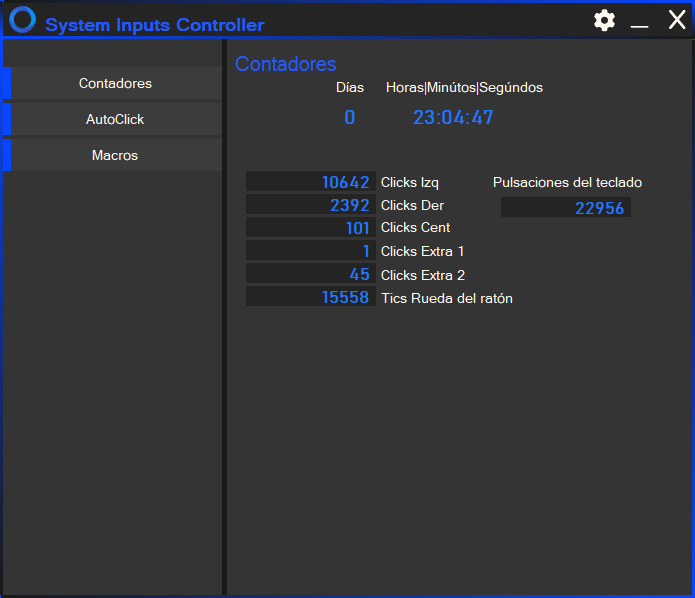 System Inputs Controller
Contadores
AutoClick
Macros
Contadores
Días Horas|Minútos|Segúndos
0 23:04:47
10642 Clicks Izq Pulsaciones del teclado
2392 Clicks Der 22956
101 Clicks Cent
1 Clicks Extra 1
45 Clicks Extra 2
15558 Tics Rueda del ratón